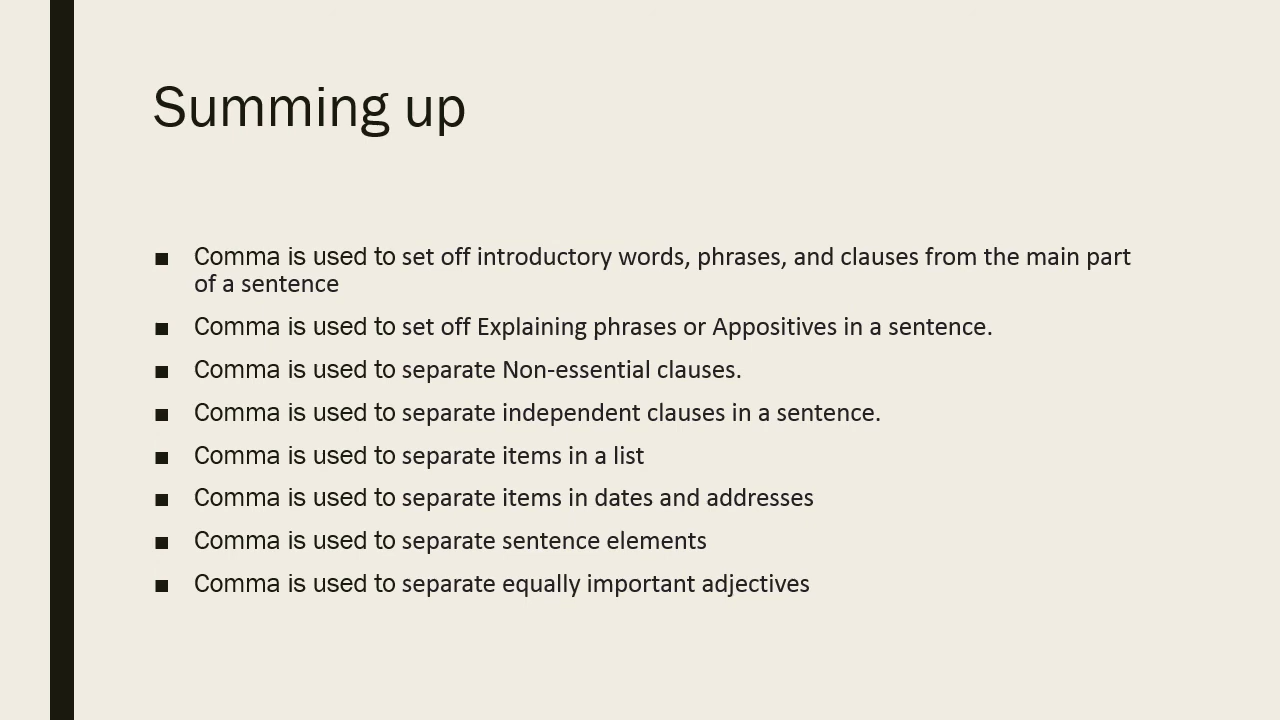 Summing up
■ Comma is used to set off introductory words, phrases, and clauses from the main part
of a sentence
■ Comma is used to set off Explaining phrases or Appositives in a sentence.
■ Comma is used to separate Non-essential clauses.
■ Comma is used to separate independent clauses in a sentence.
■ Comma is used to separate items in a list
■ Comma is used to separate items in dates and addresses
■ Comma is used to separate sentence elements
■ Comma is used to separate equally important adjectives